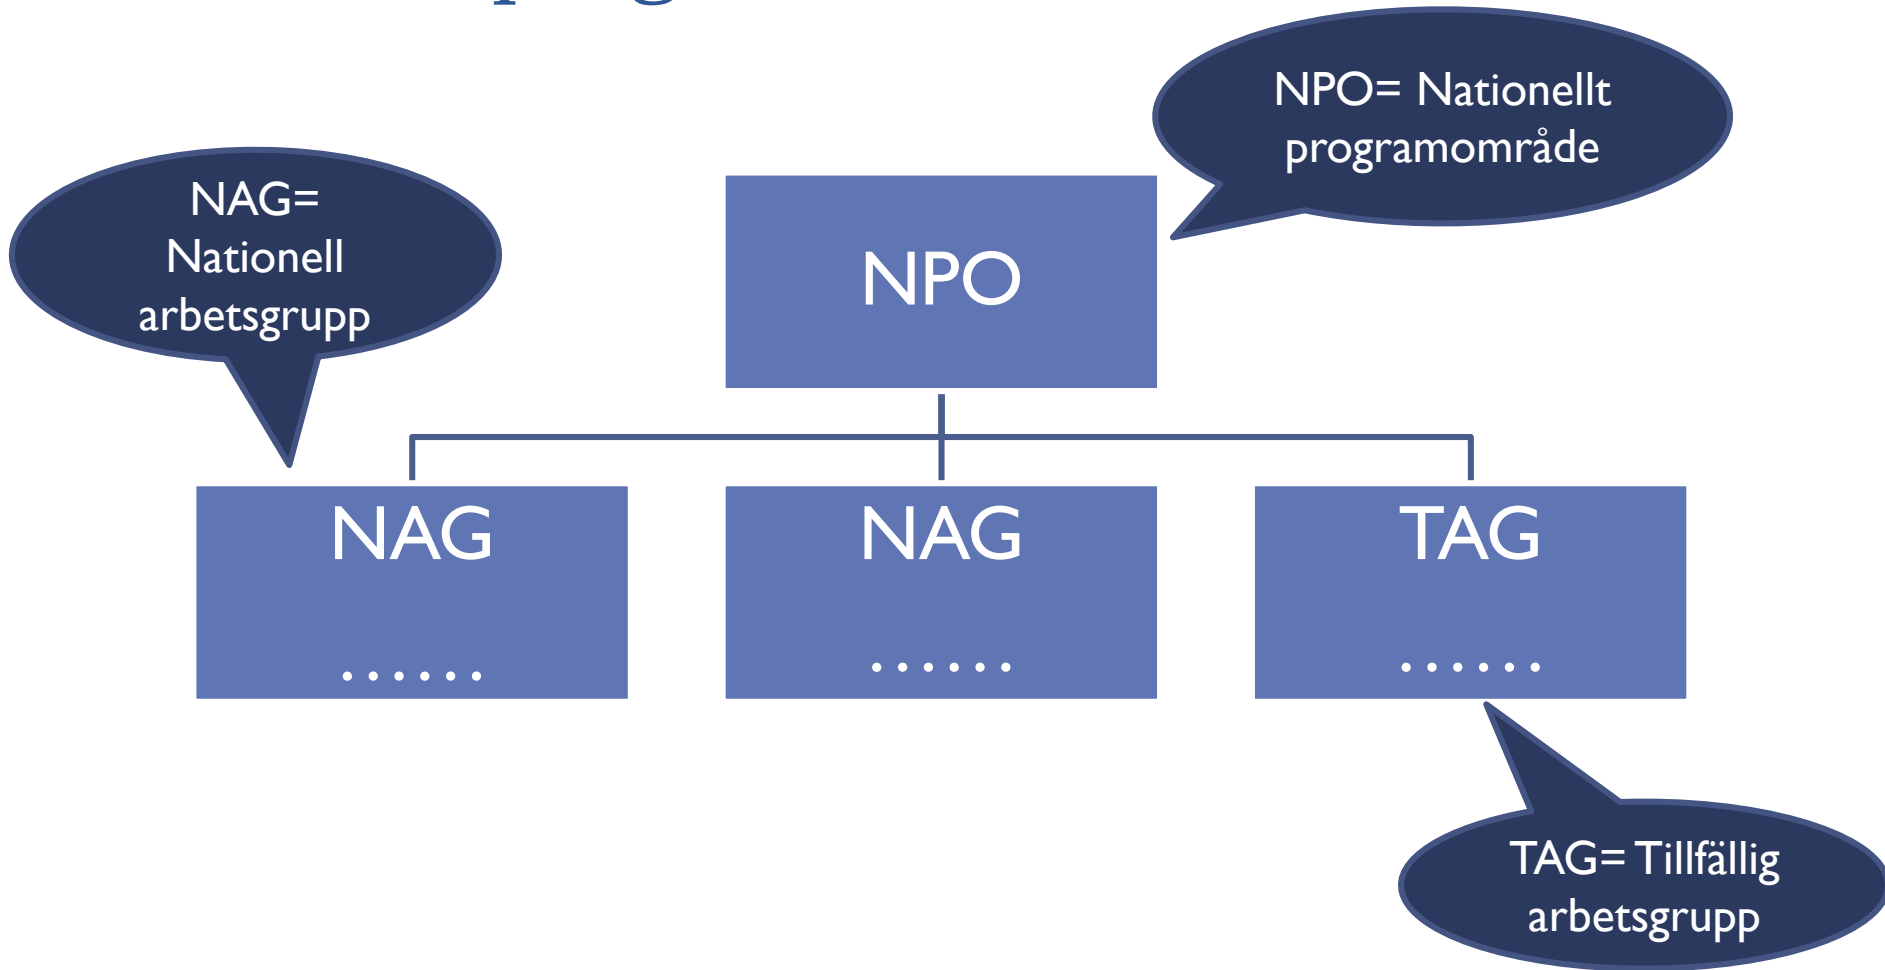 NPO= Nationellt
programområde
NAG=
Nationell
arbetsgrupp
NPO
NAG
......
NAG
......
TAG
......
TAG= Tillfällig
arbetsgrupp